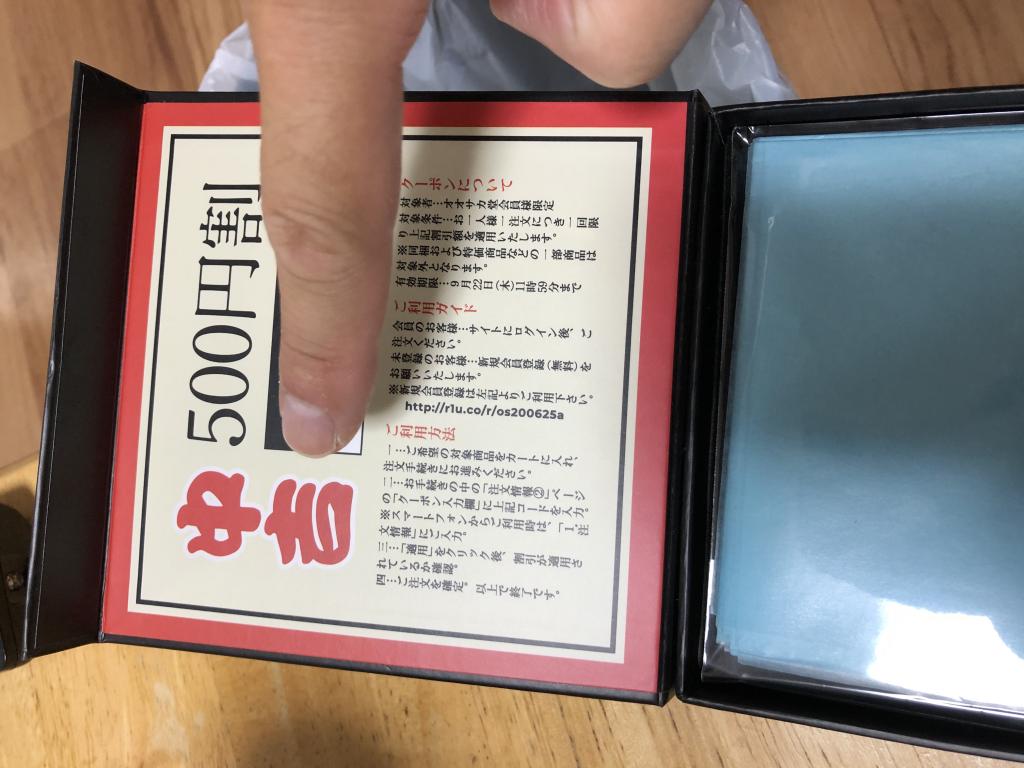 中吉
500円割
クーポンについて
対象者…オオサカ堂会員様限定
対象条件…お一人様一注文につき一回限
り上記割引額を適用いたします。
※同梱および特価商品などの一部商品は
対象外となります。
有効期限…9月22日(木)11時59分まで
ご利用ガイド
会員のお客様…サイトにログイン後、ご
注文ください。
未登録のお客様…新規会員登録(無料)を
お願いいたします。
※新規会員登録は左記よりご利用下さい。
http://r1u.co/r/os200625a
ご利用方法
一…ご希望の対象商品をカートに入れ、
注文手続きにお進みください。
二…お手続きの中の「注文情報②」ページ
の「クーポン入力欄」に上記コードを入力。
※スマートフォンからご利用時は、「1.注
文情報」にご入力。
三…「適用」をクリック後、割引が適用さ
れているか確認。
四…ご注文を確定。以上で終了です。